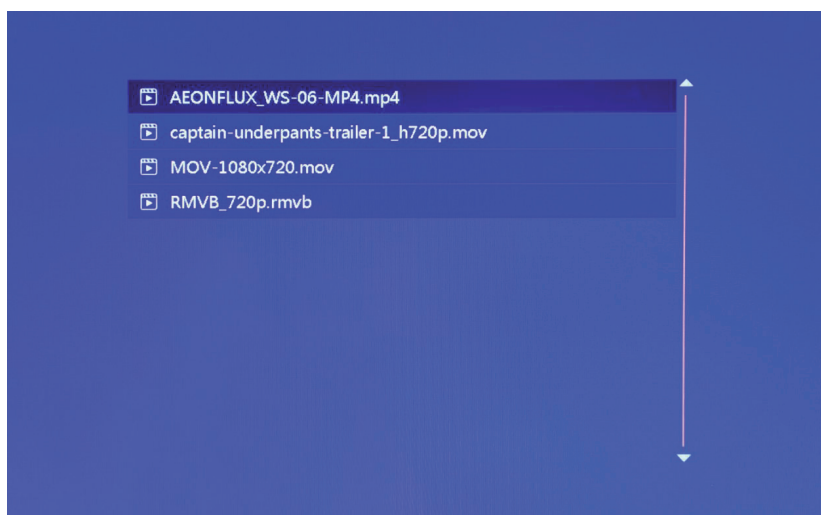 AEONFLUX_WS-06-MP4.mp4
captain-underpants-trailer-1_h720p.mov
MOV-1080x720.mov
RMVB_720p.rmvb